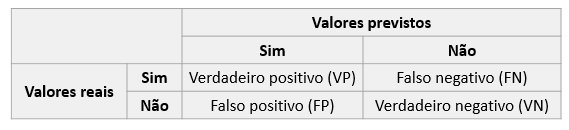 Valores previstos
Sim Não
Valores reais Sim Verdadeiro positivo (VP) Falso negativo (FN)
Não Falso positivo (FP) Verdadeiro negativo (VN)